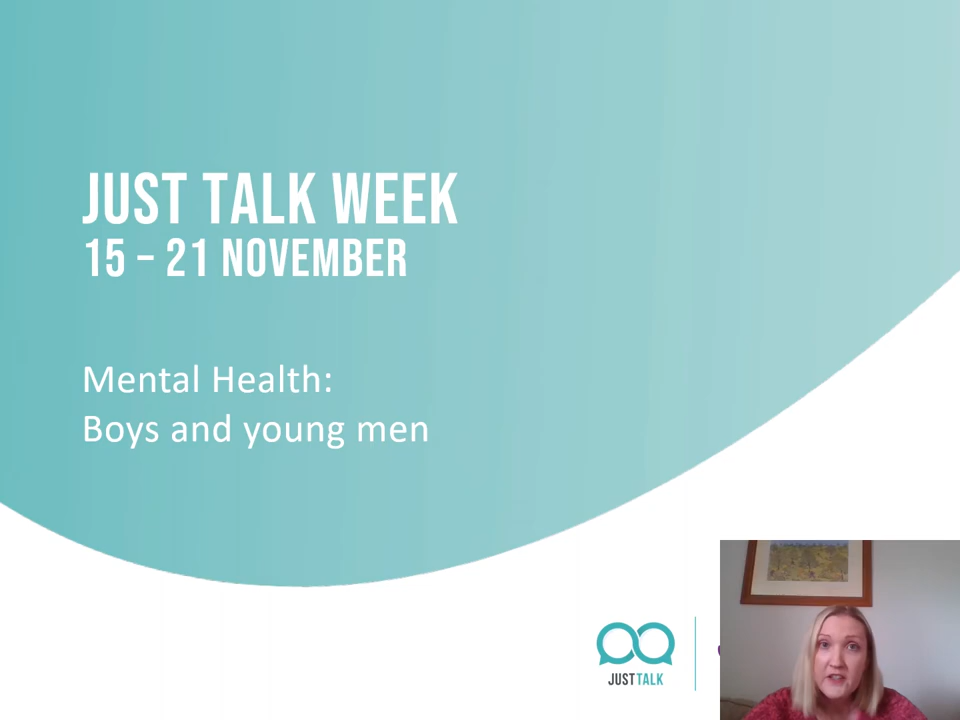 JUST TALK WEEK
15 – 21 NOVEMBER
Mental Health:
Boys and young men
JUST TALK